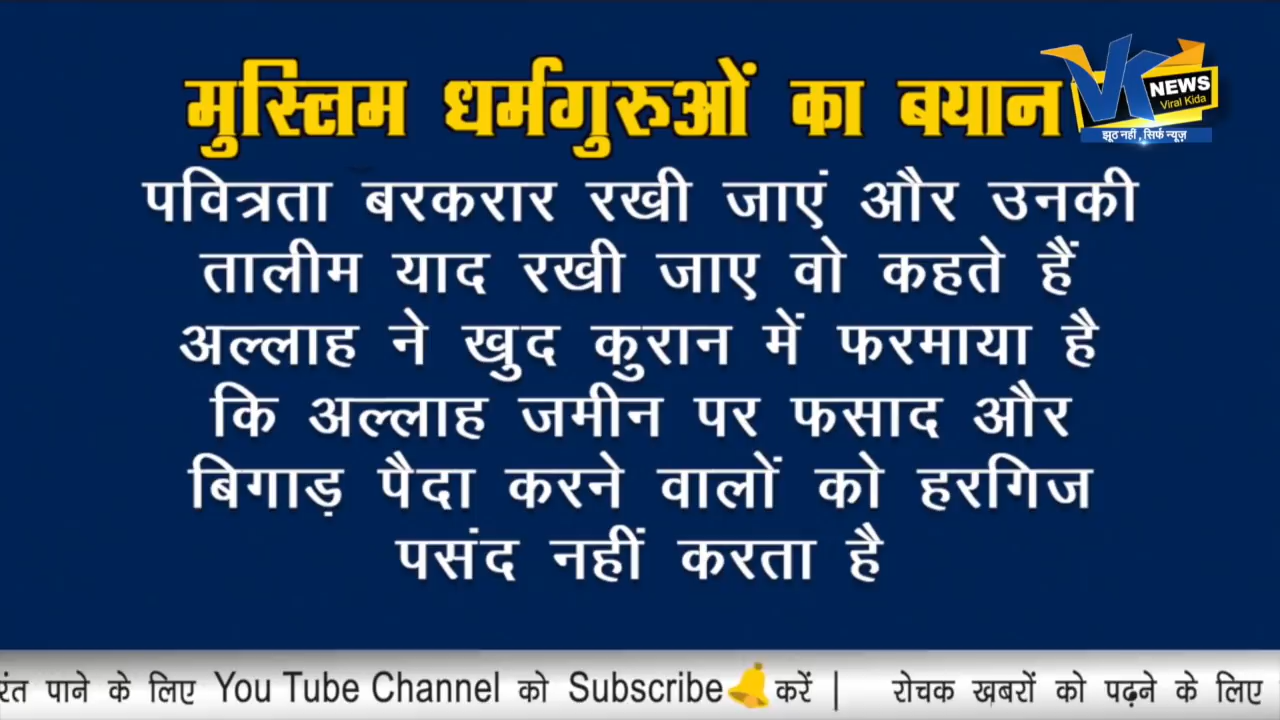 मुस्लिम धर्मगुरुओं का बयान
NEWS
Viral Kida
झूठ नहीं, सिर्फ न्यूज़
पवित्रता बरकरार रखी जाएं और उनकी
तालीम याद रखी जाए वो कहते हैं
अल्लाह ने खुद कुरान में फरमाया है
कि अल्लाह जमीन पर फसाद और
बिगाड़ पैदा करने वालों को हरगिज
पसंद नहीं करता है
पाने के लिए You Tube Channel को Subscribe करें | रोचक ख़बरों को पढ़ने के लिए